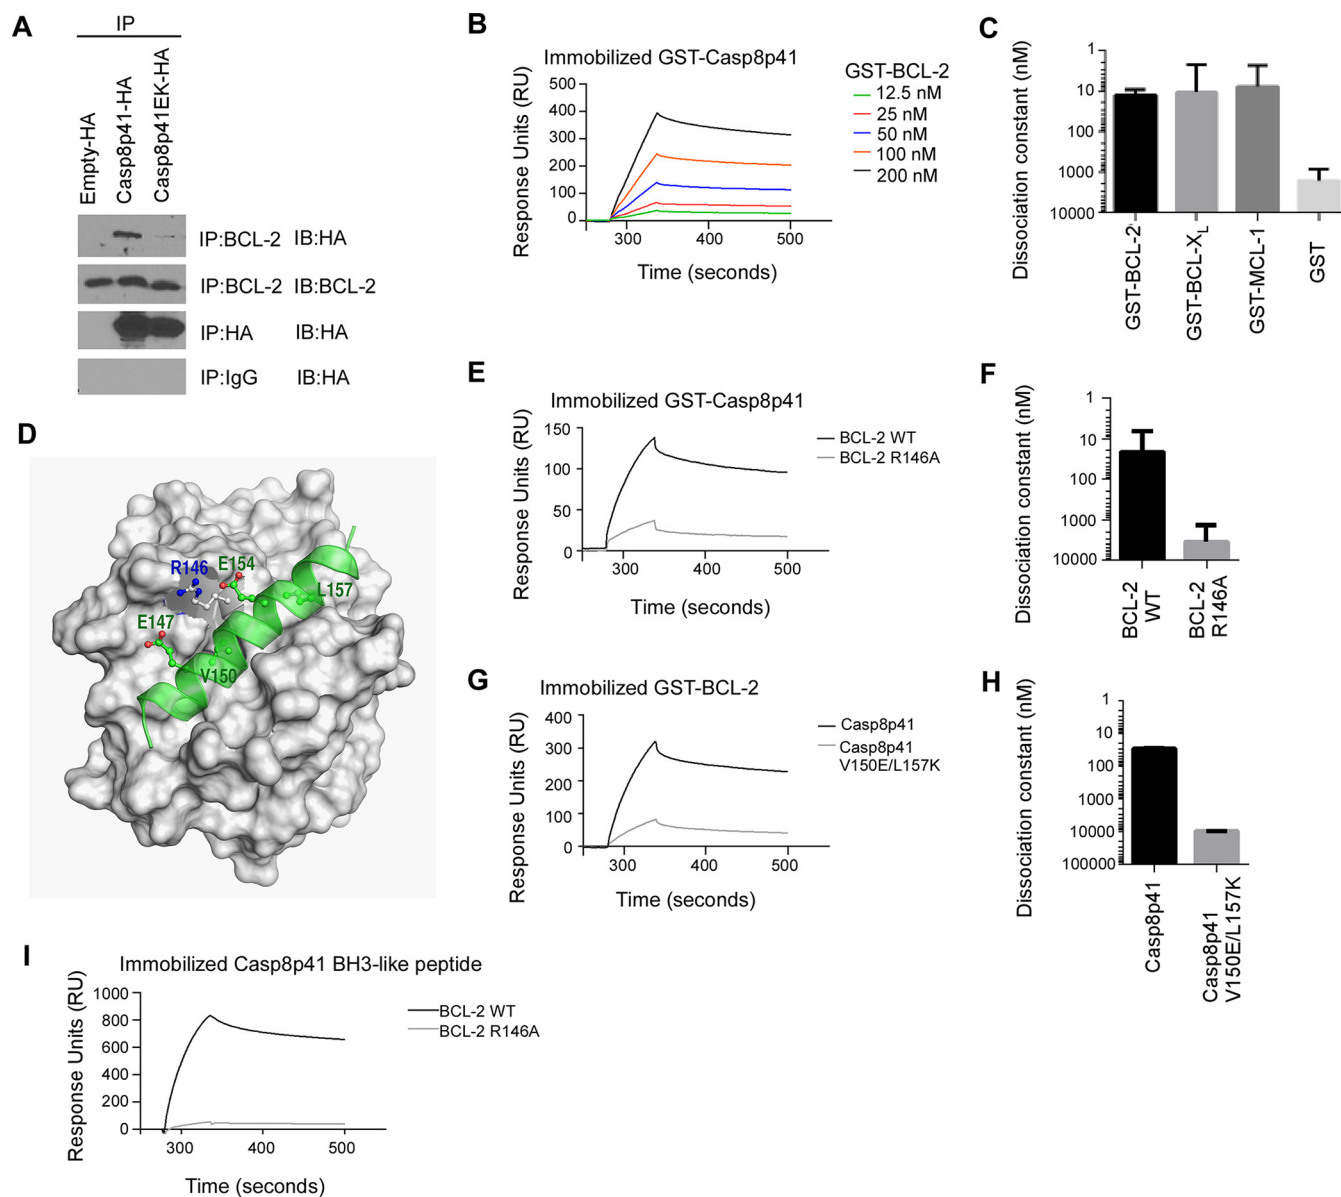 A
IP
Empty-HA
Casp8p41-HA
Casp8p41EK-HA
IP:BCL-2 IB:HA
IP:BCL-2 IB:BCL-2
IP:HA IB:HA
IP:IgG IB:HA
B
Immobilized GST-Casp8p41
Response Units (RU)
500
400
300
200
100
0
300 400 500
Time (seconds)
GST-BCL-2
12.5 nM
25 nM
50 nM
100 nM
200 nM
C
Dissociation constant (nM)
1
10
100
1000
10000
GST-BCL-2
GST-BCL-XL
GST-MCL-1
GST
D
R146
E154
L157
E147
V150
E
Immobilized GST-Casp8p41
Response Units (RU)
150
100
50
0
300 400 500
Time (seconds)
BCL-2 WT
BCL-2 R146A
F
Dissociation constant (nM)
1
10
100
1000
10000
BCL-2
WT
BCL-2
R146A
G
Immobilized GST-BCL-2
Response Units (RU)
400
300
200
100
0
300 400 500
Time (seconds)
Casp8p41
Casp8p41
V150E/L157K
H
Dissociation constant (nM)
1
10
100
1000
10000
100000
Casp8p41
Casp8p41
V150E/L157K
I
Immobilized Casp8p41 BH3-like peptide
Response Units (RU)
1000
800
600
400
200
0
300 400 500
Time (seconds)
BCL-2 WT
BCL-2 R146A